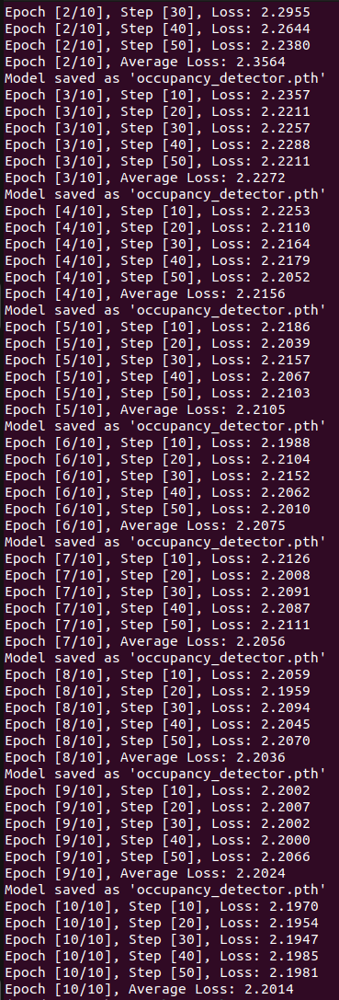 Epoch [2/10], Step [30], Loss: 2.2955
Epoch [2/10], Step [40], Loss: 2.2644
Epoch [2/10], Step [50], Loss: 2.2380
Epoch [2/10], Average Loss: 2.3564
Model saved as 'occupancy_detector.pth'
Epoch [3/10], Step [10], Loss: 2.2357
Epoch [3/10], Step [20], Loss: 2.2211
Epoch [3/10], Step [30], Loss: 2.2257
Epoch [3/10], Step [40], Loss: 2.2288
Epoch [3/10], Step [50], Loss: 2.2211
Epoch [3/10], Average Loss: 2.2272
Model saved as 'occupancy_detector.pth'
Epoch [4/10], Step [10], Loss: 2.2253
Epoch [4/10], Step [20], Loss: 2.2110
Epoch [4/10], Step [30], Loss: 2.2164
Epoch [4/10], Step [40], Loss: 2.2179
Epoch [4/10], Step [50], Loss: 2.2052
Epoch [4/10], Average Loss: 2.2156
Model saved as 'occupancy_detector.pth'
Epoch [5/10], Step [10], Loss: 2.2186
Epoch [5/10], Step [20], Loss: 2.2039
Epoch [5/10], Step [30], Loss: 2.2157
Epoch [5/10], Step [40], Loss: 2.2067
Epoch [5/10], Step [50], Loss: 2.2103
Epoch [5/10], Average Loss: 2.2105
Model saved as 'occupancy_detector.pth'
Epoch [6/10], Step [10], Loss: 2.1988
Epoch [6/10], Step [20], Loss: 2.2104
Epoch [6/10], Step [30], Loss: 2.2152
Epoch [6/10], Step [40], Loss: 2.2062
Epoch [6/10], Step [50], Loss: 2.2010
Epoch [6/10], Average Loss: 2.2075
Model saved as 'occupancy_detector.pth'
Epoch [7/10], Step [10], Loss: 2.2126
Epoch [7/10], Step [20], Loss: 2.2008
Epoch [7/10], Step [30], Loss: 2.2091
Epoch [7/10], Step [40], Loss: 2.2087
Epoch [7/10], Step [50], Loss: 2.2111
Epoch [7/10], Average Loss: 2.2056
Model saved as 'occupancy_detector.pth'
Epoch [8/10], Step [10], Loss: 2.2059
Epoch [8/10], Step [20], Loss: 2.1959
Epoch [8/10], Step [30], Loss: 2.2094
Epoch [8/10], Step [40], Loss: 2.2045
Epoch [8/10], Step [50], Loss: 2.2070
Epoch [8/10], Average Loss: 2.2036
Model saved as 'occupancy_detector.pth'
Epoch [9/10], Step [10], Loss: 2.2002
Epoch [9/10], Step [20], Loss: 2.2007
Epoch [9/10], Step [30], Loss: 2.2002
Epoch [9/10], Step [40], Loss: 2.2000
Epoch [9/10], Step [50], Loss: 2.2066
Epoch [9/10], Average Loss: 2.2024
Model saved as 'occupancy_detector.pth'
Epoch [10/10], Step [10], Loss: 2.1970
Epoch [10/10], Step [20], Loss: 2.1954
Epoch [10/10], Step [30], Loss: 2.1947
Epoch [10/10], Step [40], Loss: 2.1985
Epoch [10/10], Step [50], Loss: 2.1981
Epoch [10/10], Average Loss: 2.2014